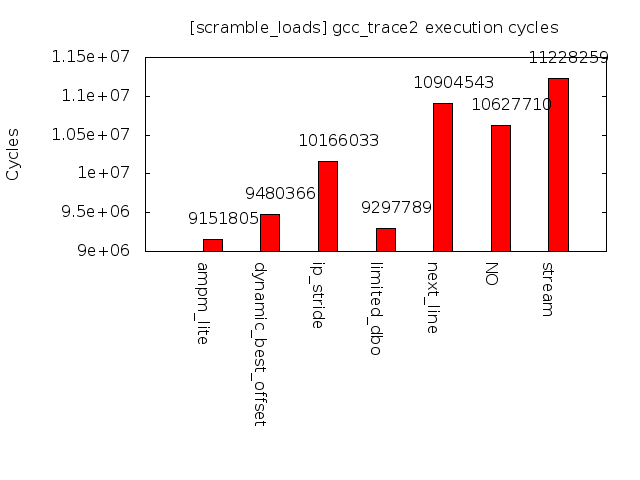 [scramble_loads] gcc_trace2 execution cycles
Cycles
1.15e+07
1.1e+07
1.05e+07
1e+07
9.5e+06
9e+06
9151805
9480366
10166033
9297789
10904543
10627710
11228259
ampm_lite
dynamic_best_offset
ip_stride
limited_dbo
next_line
NO
stream